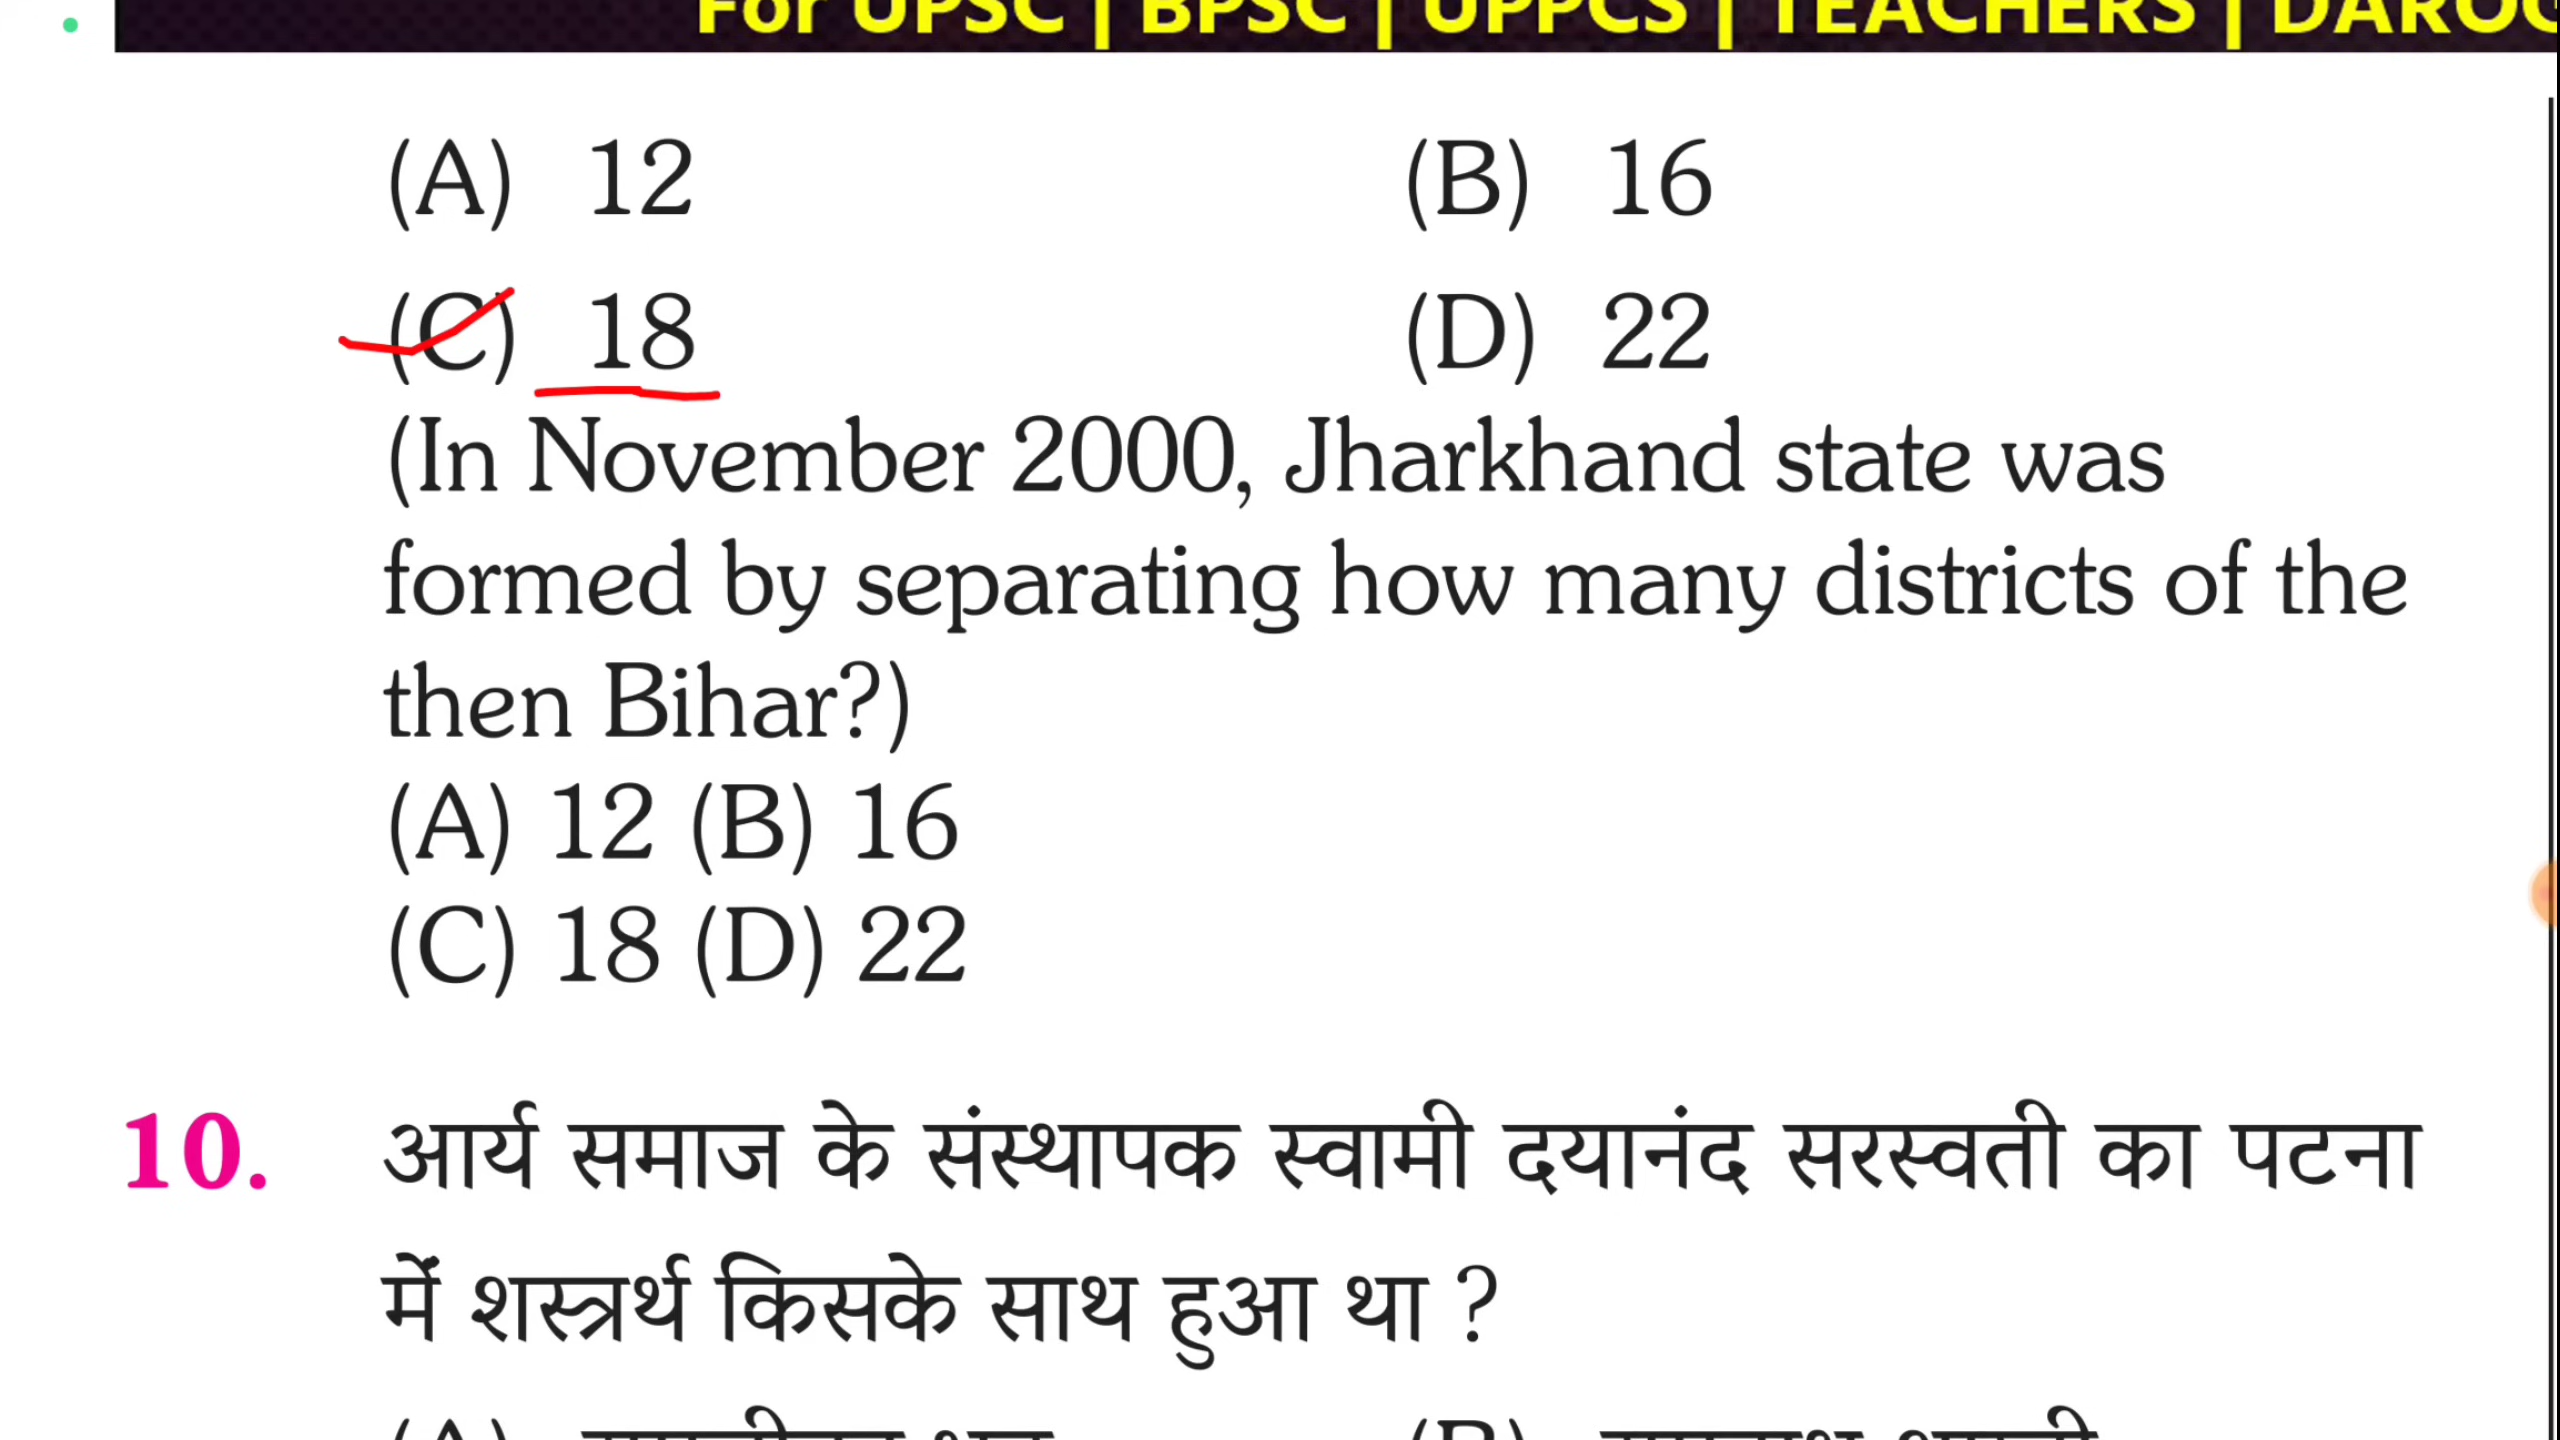 For UPSC | BPSC | UPPCS | TEACHERS | DAROG
(A) 12 (B) 16
(C) 18 (D) 22
(In November 2000, Jharkhand state was
formed by separating how many districts of the
then Bihar?)
(A) 12 (B) 16
(C) 18 (D) 22
10. आर्य समाज के संस्थापक स्वामी दयानंद सरस्वती का पटना
में शस्त्रर्थ किसके साथ हुआ था ?
(A) (B)